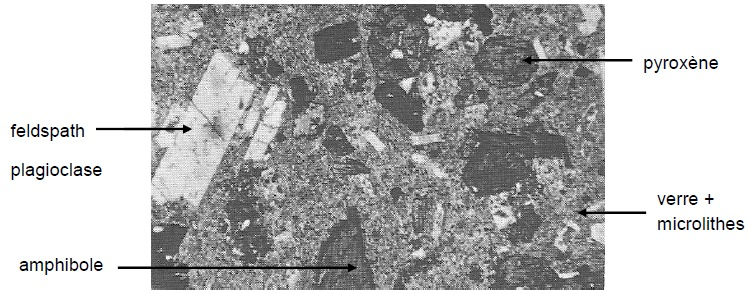 feldspath
plagioclase
amphibole
pyroxène
verre +
microlithes